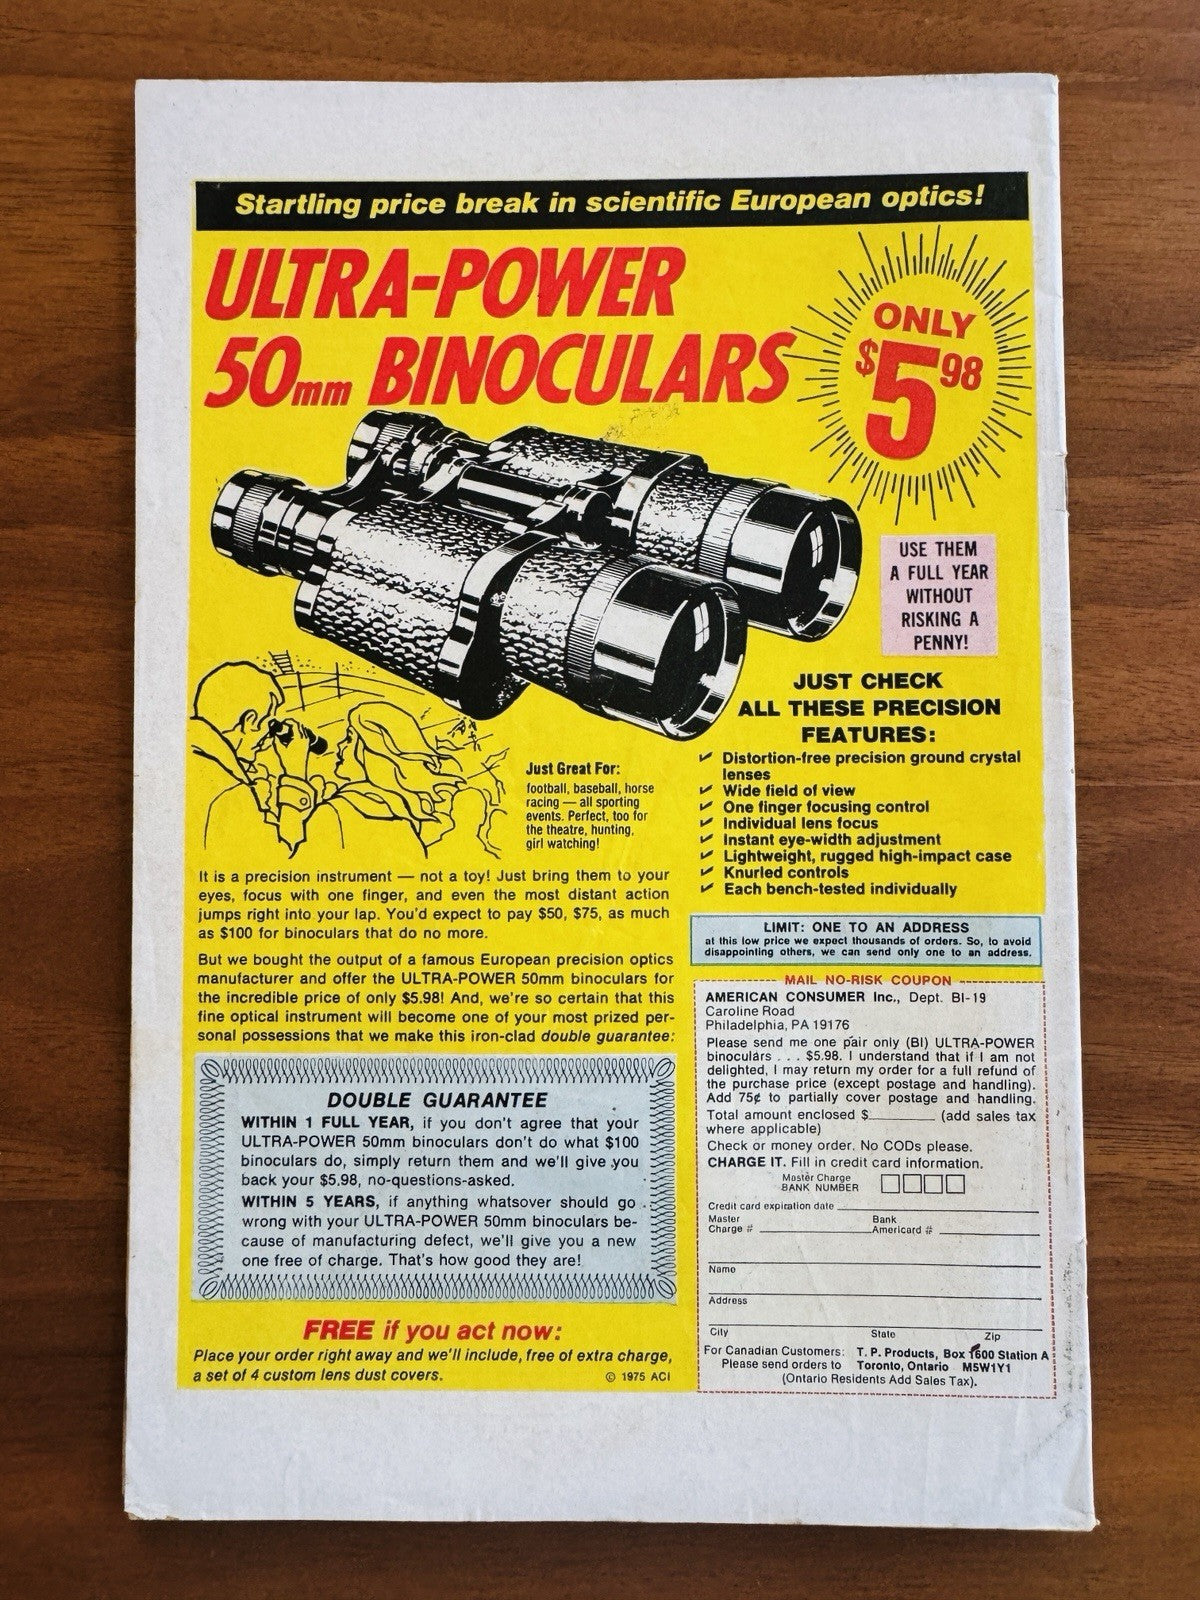 Startling price break in scientific European optics!
ULTRA-POWER
50mm BINOCULARS
ONLY
$5 98
USE THEM
A FULL YEAR
WITHOUT
RISKING A
PENNY!
JUST CHECK
ALL THESE PRECISION
FEATURES:
Distortion-free precision ground crystal
lenses
Wide field of view
One finger focusing control
Individual lens focus
Instant eye-width adjustment
Lightweight, rugged high-impact case
Knurled controls
Each bench-tested individually
Just Great For:
football, baseball, horse
racing — all sporting
events. Perfect, too for
the theatre, hunting,
girl watching!
It is a precision instrument — not a toy! Just bring them to your
eyes, focus with one finger, and even the most distant action
jumps right into your lap. You'd expect to pay $50, $75, as much
as $100 for binoculars that do no more.
But we bought the output of a famous European precision optics
manufacturer and offer the ULTRA-POWER 50mm binoculars for
the incredible price of only $5.98! And, we're so certain that this
fine optical instrument will become one of your most prized per-
sonal possessions that we make this iron-clad double guarantee:
DOUBLE GUARANTEE
WITHIN 1 FULL YEAR, if you don't agree that your
ULTRA-POWER 50mm binoculars don't do what $100
binoculars do, simply return them and we'll give you
back your $5.98, no-questions-asked.
WITHIN 5 YEARS, if anything whatsover should go
wrong with your ULTRA-POWER 50mm binoculars be-
cause of manufacturing defect, we'll give you a new
one free of charge. That's how good they are!
FREE if you act now:
Place your order right away and we'll include, free of extra charge,
a set of 4 custom lens dust covers.
© 1975 ACI
LIMIT: ONE TO AN ADDRESS
at this low price we expect thousands of orders. So, to avoid
disappointing others, we can send only one to an address.
MAIL NO-RISK COUPON
AMERICAN CONSUMER Inc., Dept. BI-19
Caroline Road
Philadelphia, PA 19176
Please send me one pair only (BI) ULTRA-POWER
binoculars . . . $5.98. I understand that if I am not
delighted, I may return my order for a full refund of
the purchase price (except postage and handling).
Add 75¢ to partially cover postage and handling.
Total amount enclosed $________ (add sales tax
where applicable)
Check or money order. No CODs please.
CHARGE IT. Fill in credit card information.
Master Charge
BANK NUMBER
Credit card expiration date
Master Bank
Charge # Americard #
Name
Address
City State Zip
For Canadian Customers: T. P. Products, Box 1600 Station A
Please send orders to Toronto, Ontario M5W1Y1
(Ontario Residents Add Sales Tax).